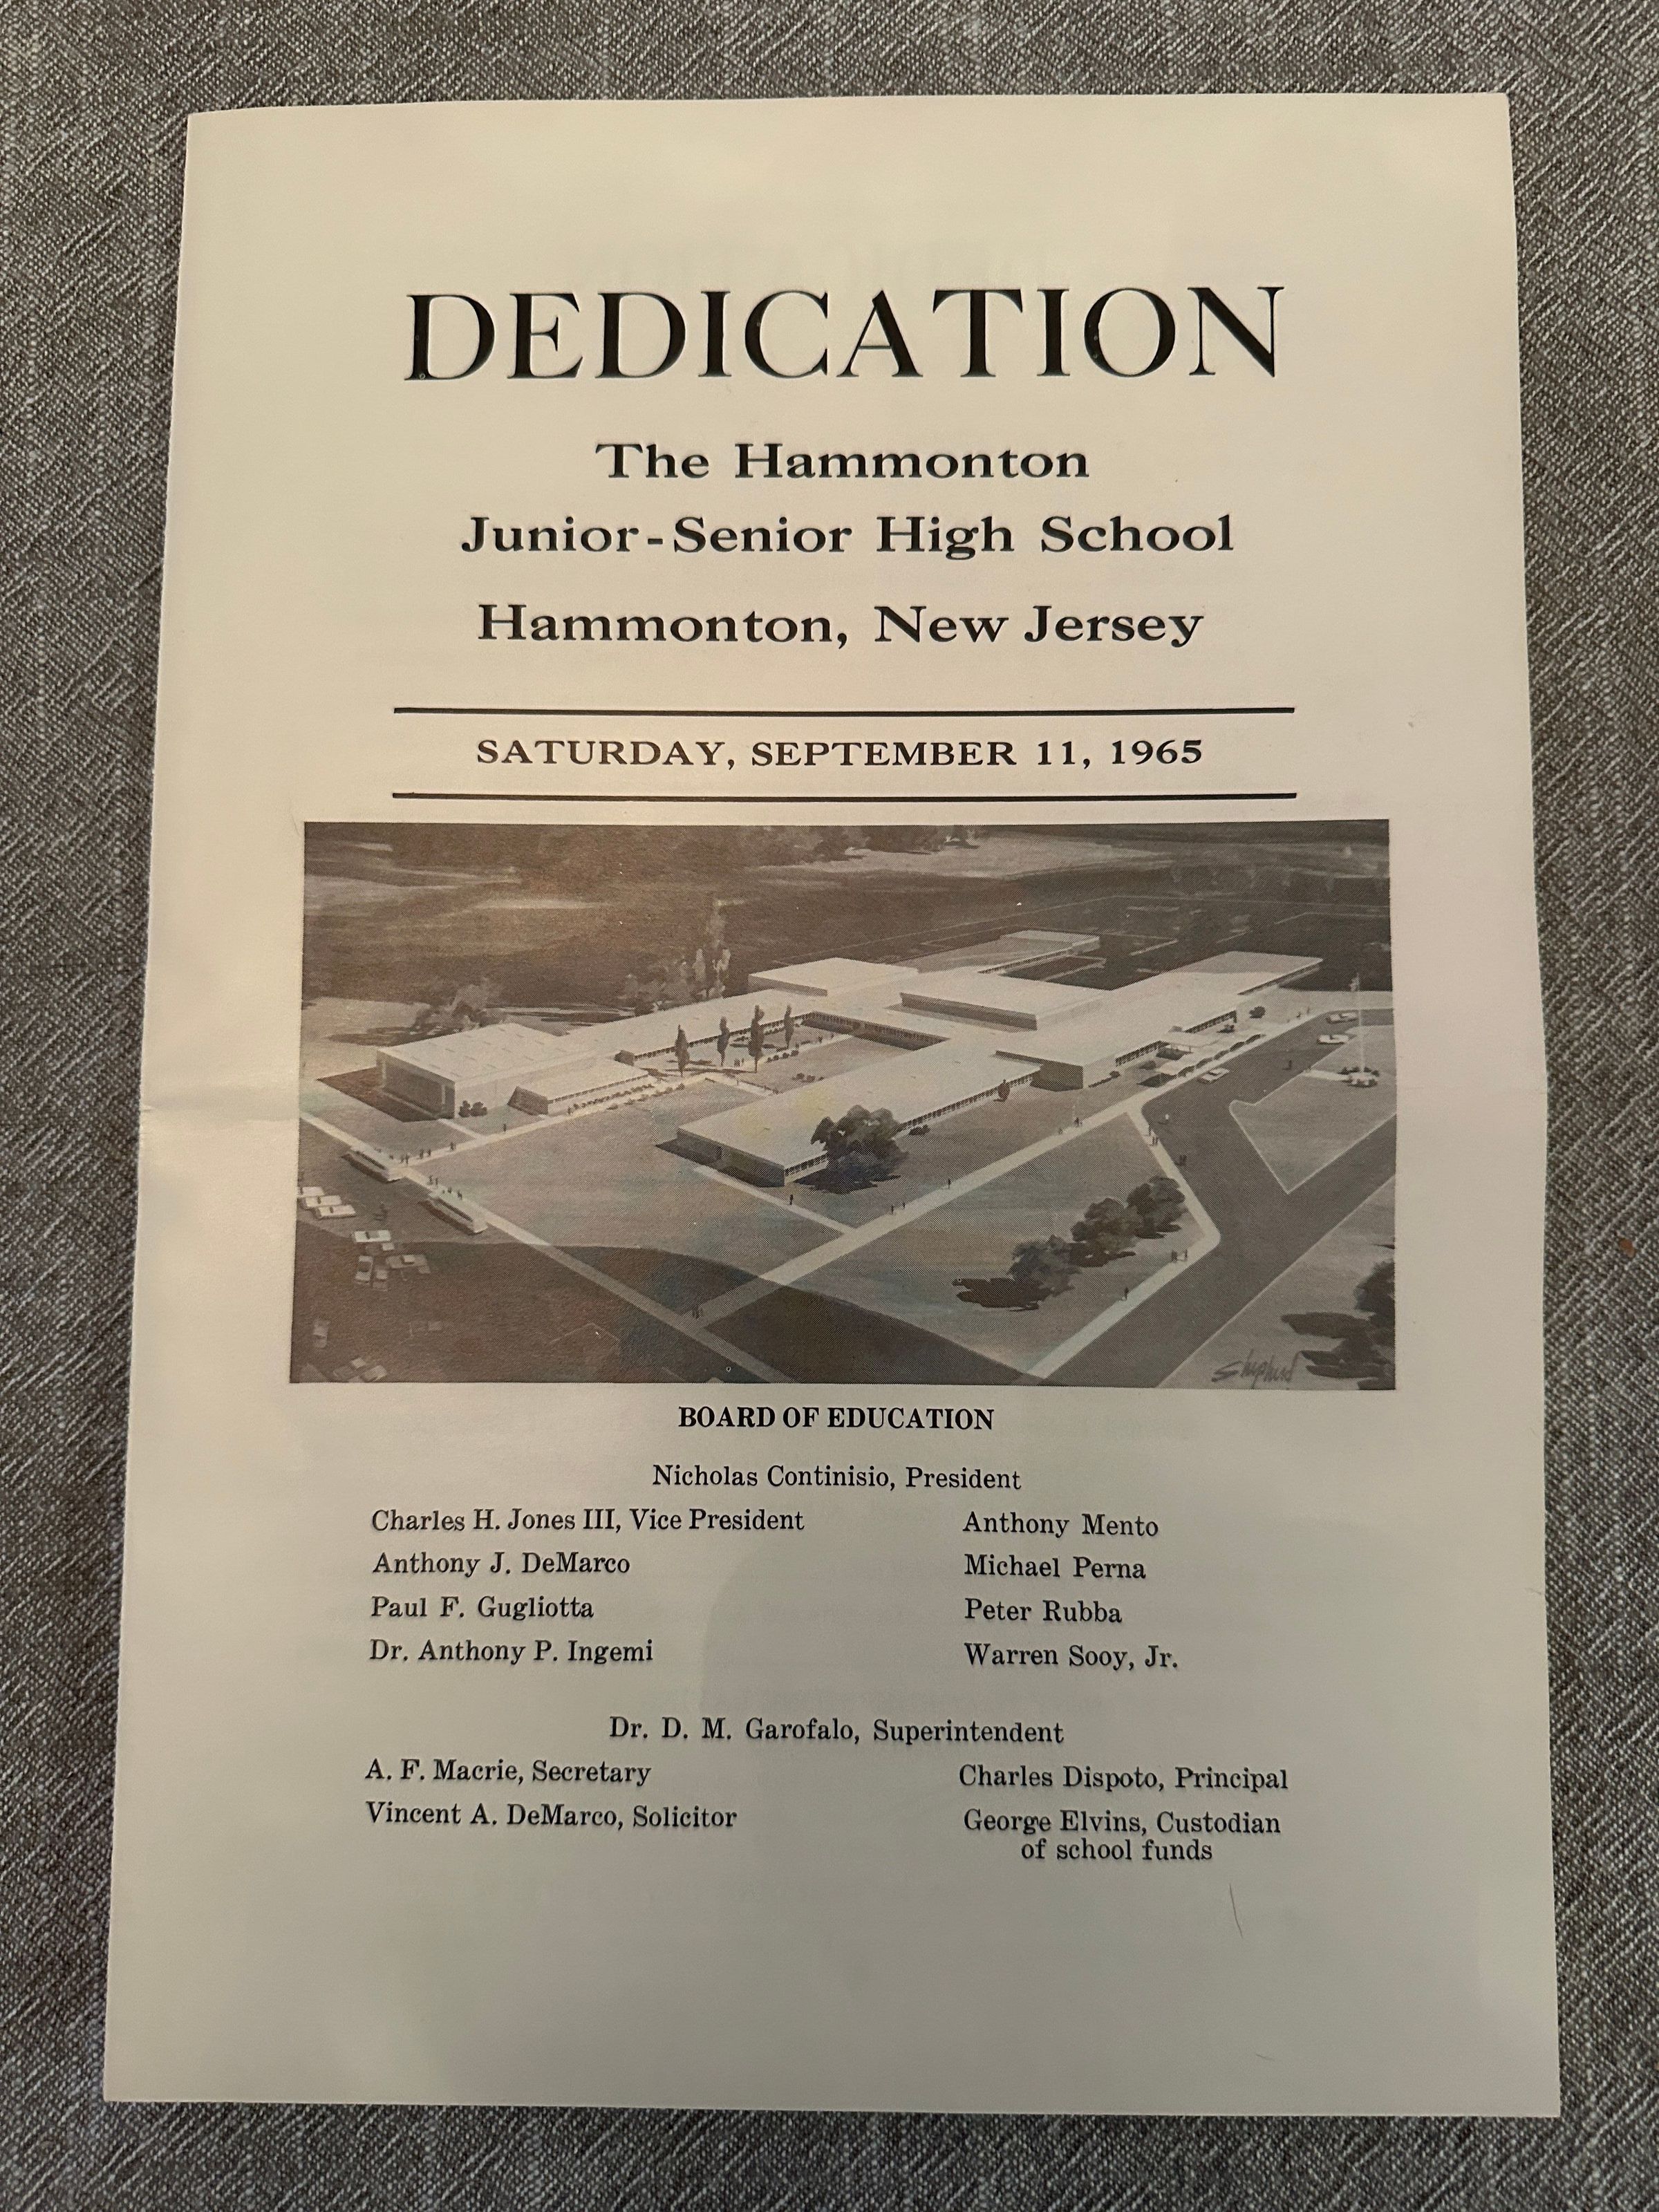 DEDICATION
The Hammonton
Junior-Senior High School
Hammonton, New Jersey
SATURDAY, SEPTEMBER 11, 1965
Shepherd
BOARD OF EDUCATION
Nicholas Continisio, President
Charles H. Jones III, Vice President
Anthony J. DeMarco
Paul F. Gugliotta
Dr. Anthony P. Ingemi
Anthony Mento
Michael Perna
Peter Rubba
Warren Sooy, Jr.
Dr. D. M. Garofalo, Superintendent
A. F. Macrie, Secretary
Vincent A. DeMarco, Solicitor
Charles Dispoto, Principal
George Elvins, Custodian
of school funds